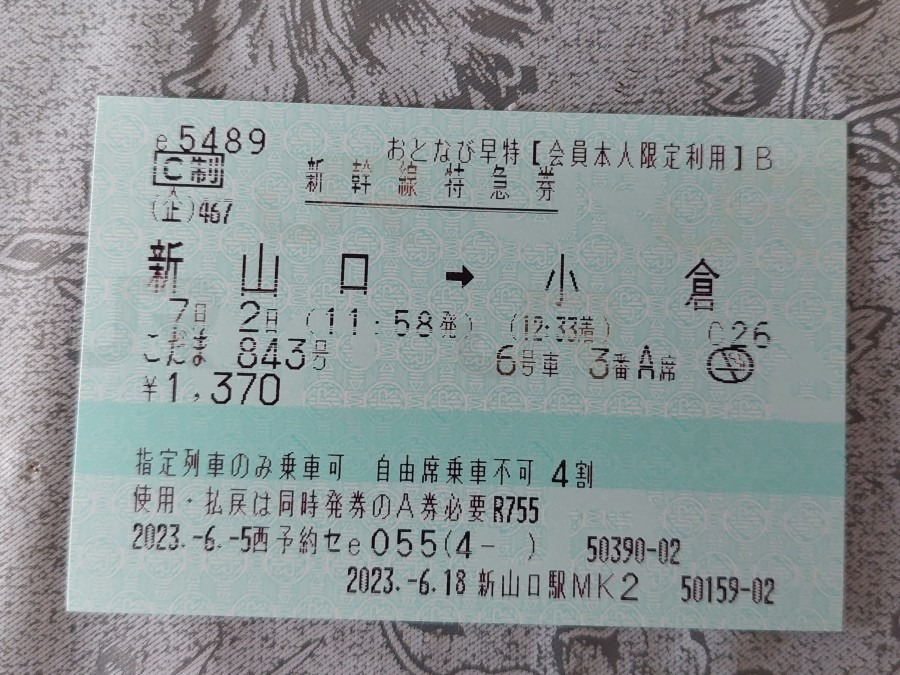 e5489
おとなび早特【会員本人限定利用】B
C制
新幹線特急券
(企)467
新山口 ➡ 小倉
7月 2日 (11:58発) (12:33着) C26
こだま 843号 6号車 3番A席
¥1,370
指定列車のみ乗車可 自由席乗車不可 4割
使用・払戻は同時発券のA券必要R755
2023.-6.-5西予約セe055(4- ) 50390-02
2023.-6.18 新山口駅MK2 50159-02